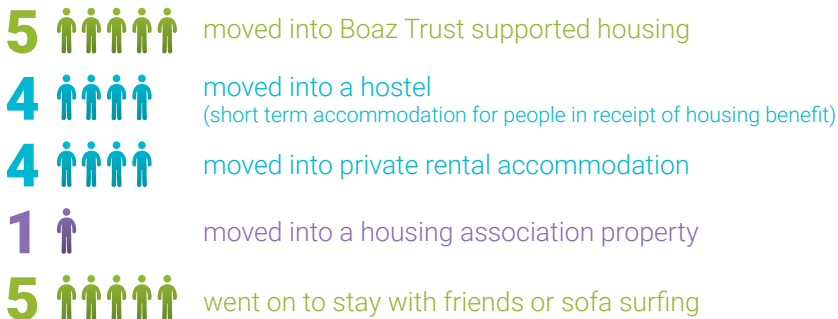 5 moved into Boaz Trust supported housing
4 moved into a hostel
(short term accommodation for people in receipt of housing benefit)
4 moved into private rental accommodation
1 moved into a housing association property
5 went on to stay with friends or sofa surfing